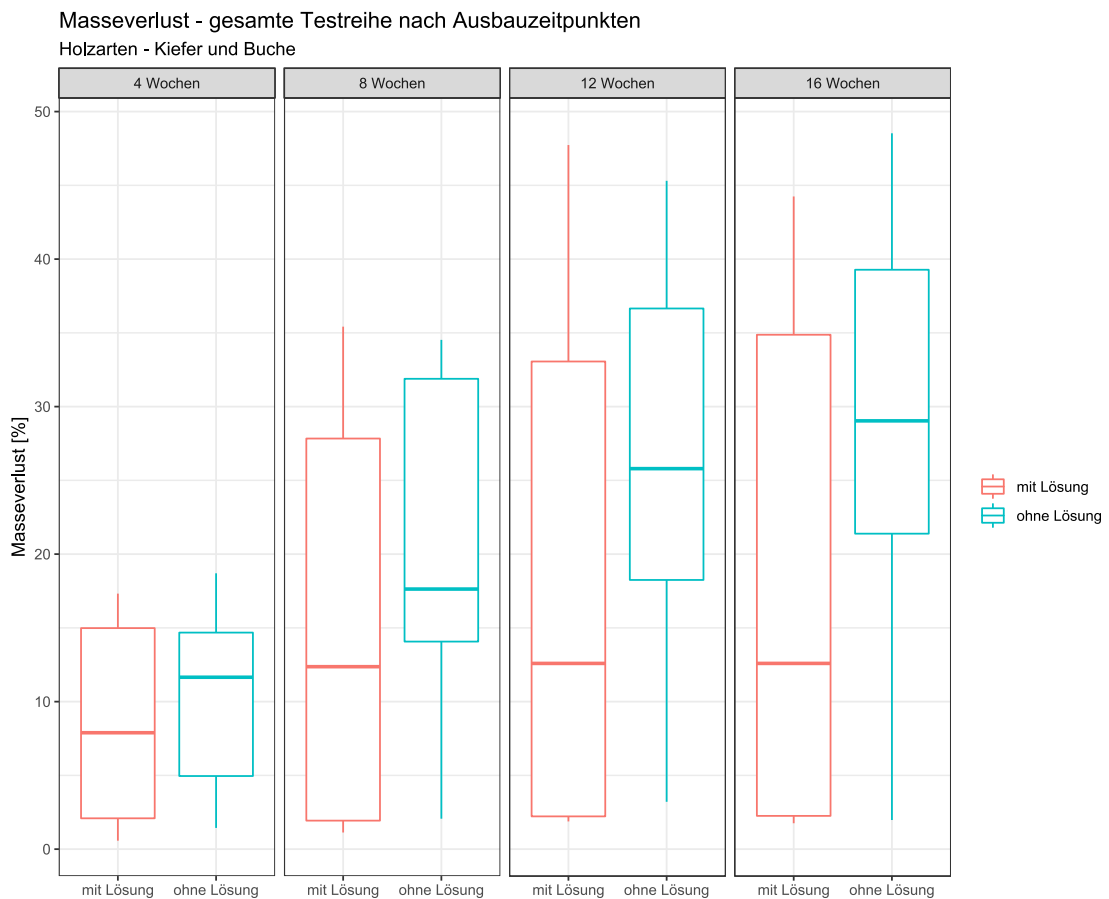 Masseverlust - gesamte Testreihe nach Ausbauzeitpunkten
Holzarten - Kiefer und Buche
4 Wochen
8 Wochen
12 Wochen
16 Wochen
Masseverlust [%]
50
40
30
20
10
0
mit Lösung
ohne Lösung
mit Lösung
ohne Lösung
mit Lösung
ohne Lösung
mit Lösung
ohne Lösung
mit Lösung
ohne Lösung